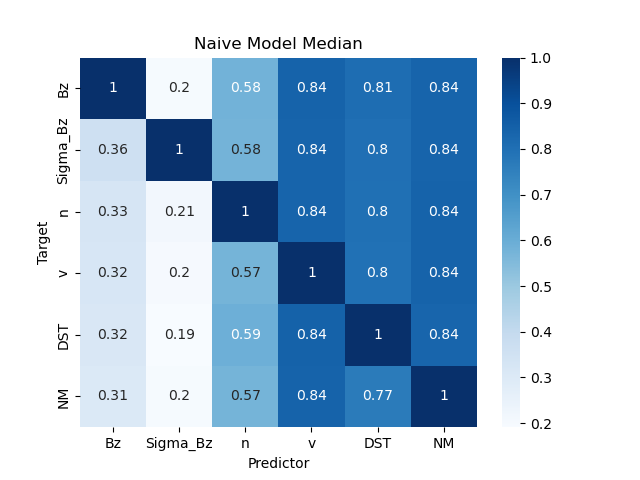 Naive Model Median
Target
Bz 1 0.2 0.58 0.84 0.81 0.84
Sigma_Bz 0.36 1 0.58 0.84 0.8 0.84
n 0.33 0.21 1 0.84 0.8 0.84
v 0.32 0.2 0.57 1 0.8 0.84
DST 0.32 0.19 0.59 0.84 1 0.84
NM 0.31 0.2 0.57 0.84 0.77 1
Bz Sigma_Bz n v DST NM
Predictor
1.0
0.9
0.8
0.7
0.6
0.5
0.4
0.3
0.2